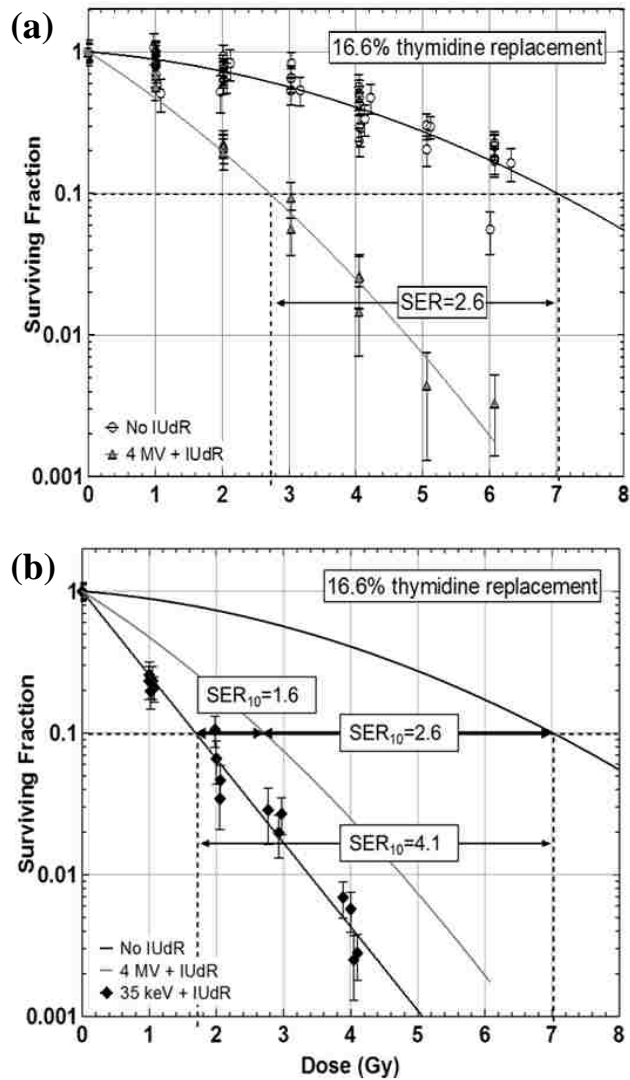 (a)
16.6% thymidine replacement
1
0.1
0.01
0.001
Surviving Fraction
SER=2.6
No IUdR
4 MV + IUdR
0 1 2 3 4 5 6 7 8
(b)
16.6% thymidine replacement
1
0.1
0.01
0.001
Surviving Fraction
SER10=1.6
SER10=2.6
SER10=4.1
No IUdR
4 MV + IUdR
35 keV + IUdR
0 1 2 3 4 5 6 7 8
Dose (Gy)